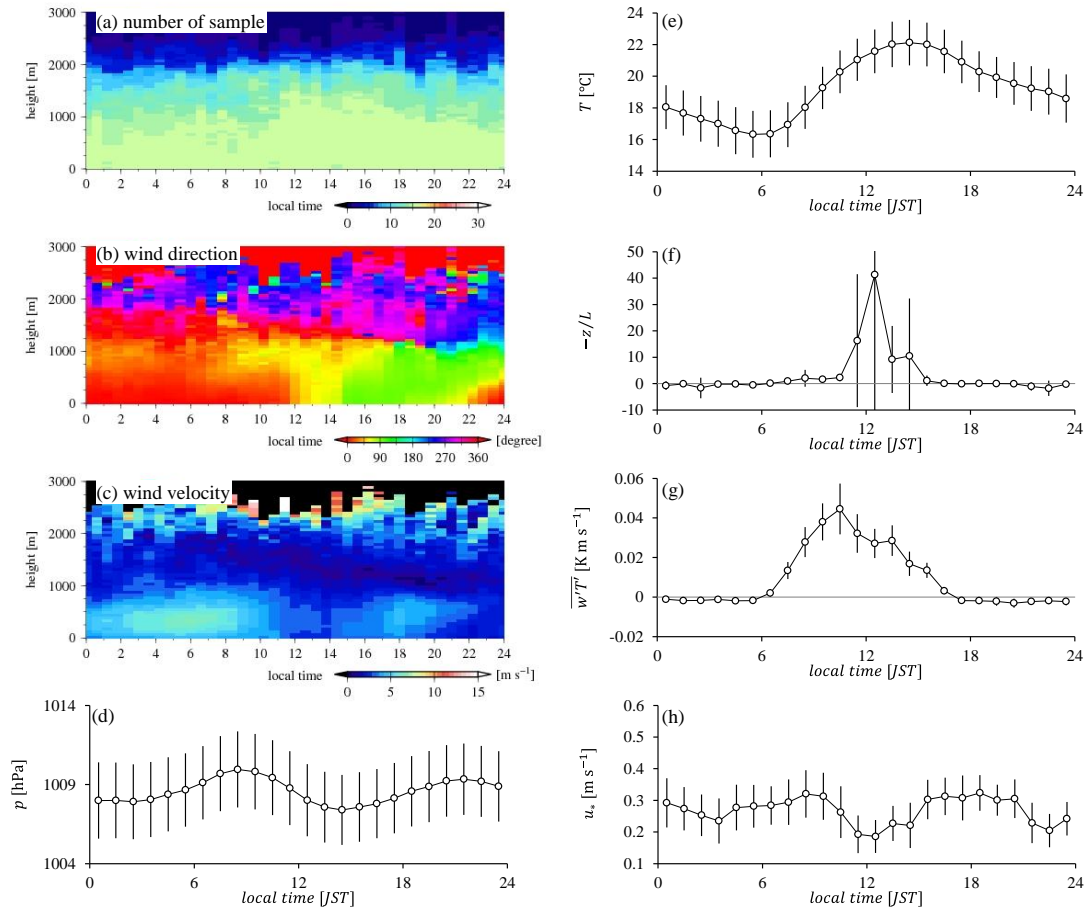 (a) number of sample
3000
2000
1000
0
height [m]
0 2 4 6 8 10 12 14 16 18 20 22 24
local time
0 10 20 30
(b) wind direction
3000
2000
1000
0
height [m]
0 2 4 6 8 10 12 14 16 18 20 22 24
local time
[degree]
0 90 180 270 360
(c) wind velocity
3000
2000
1000
0
height [m]
0 2 4 6 8 10 12 14 16 18 20 22 24
local time
[m s⁻¹]
0 5 10 15
(d)
1014
1009
1004
p [hPa]
0 6 12 18 24
local time [JST]
(e)
24
22
20
18
16
14
T [°C]
0 6 12 18 24
local time [JST]
(f)
50
40
30
20
10
0
-10
−z/L
0 6 12 18 24
local time [JST]
(g)
0.06
0.04
0.02
0
-0.02
w′T′ [K m s⁻¹]
0 6 12 18 24
local time [JST]
(h)
0.6
0.5
0.4
0.3
0.2
0.1
u* [m s⁻¹]
0 6 12 18 24
local time [JST]